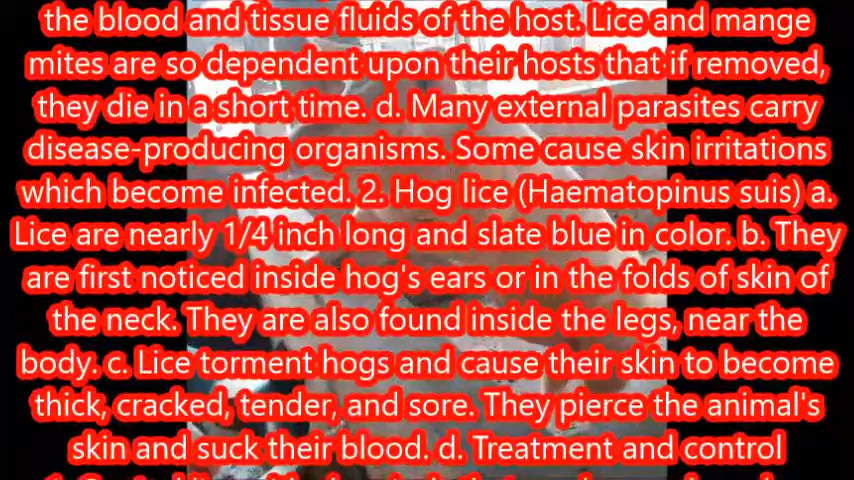 the blood and tissue fluids of the host. Lice and mange
mites are so dependent upon their hosts that if removed,
they die in a short time. d. Many external parasites carry
disease-producing organisms. Some cause skin irritations
which become infected. 2. Hog lice (Haematopinus suis) a.
Lice are nearly 1/4 inch long and slate blue in color. b. They
are first noticed inside hog's ears or in the folds of skin of
the neck. They are also found inside the legs, near the
body. c. Lice torment hogs and cause their skin to become
thick, cracked, tender, and sore. They pierce the animal's
skin and suck their blood. d. Treatment and control